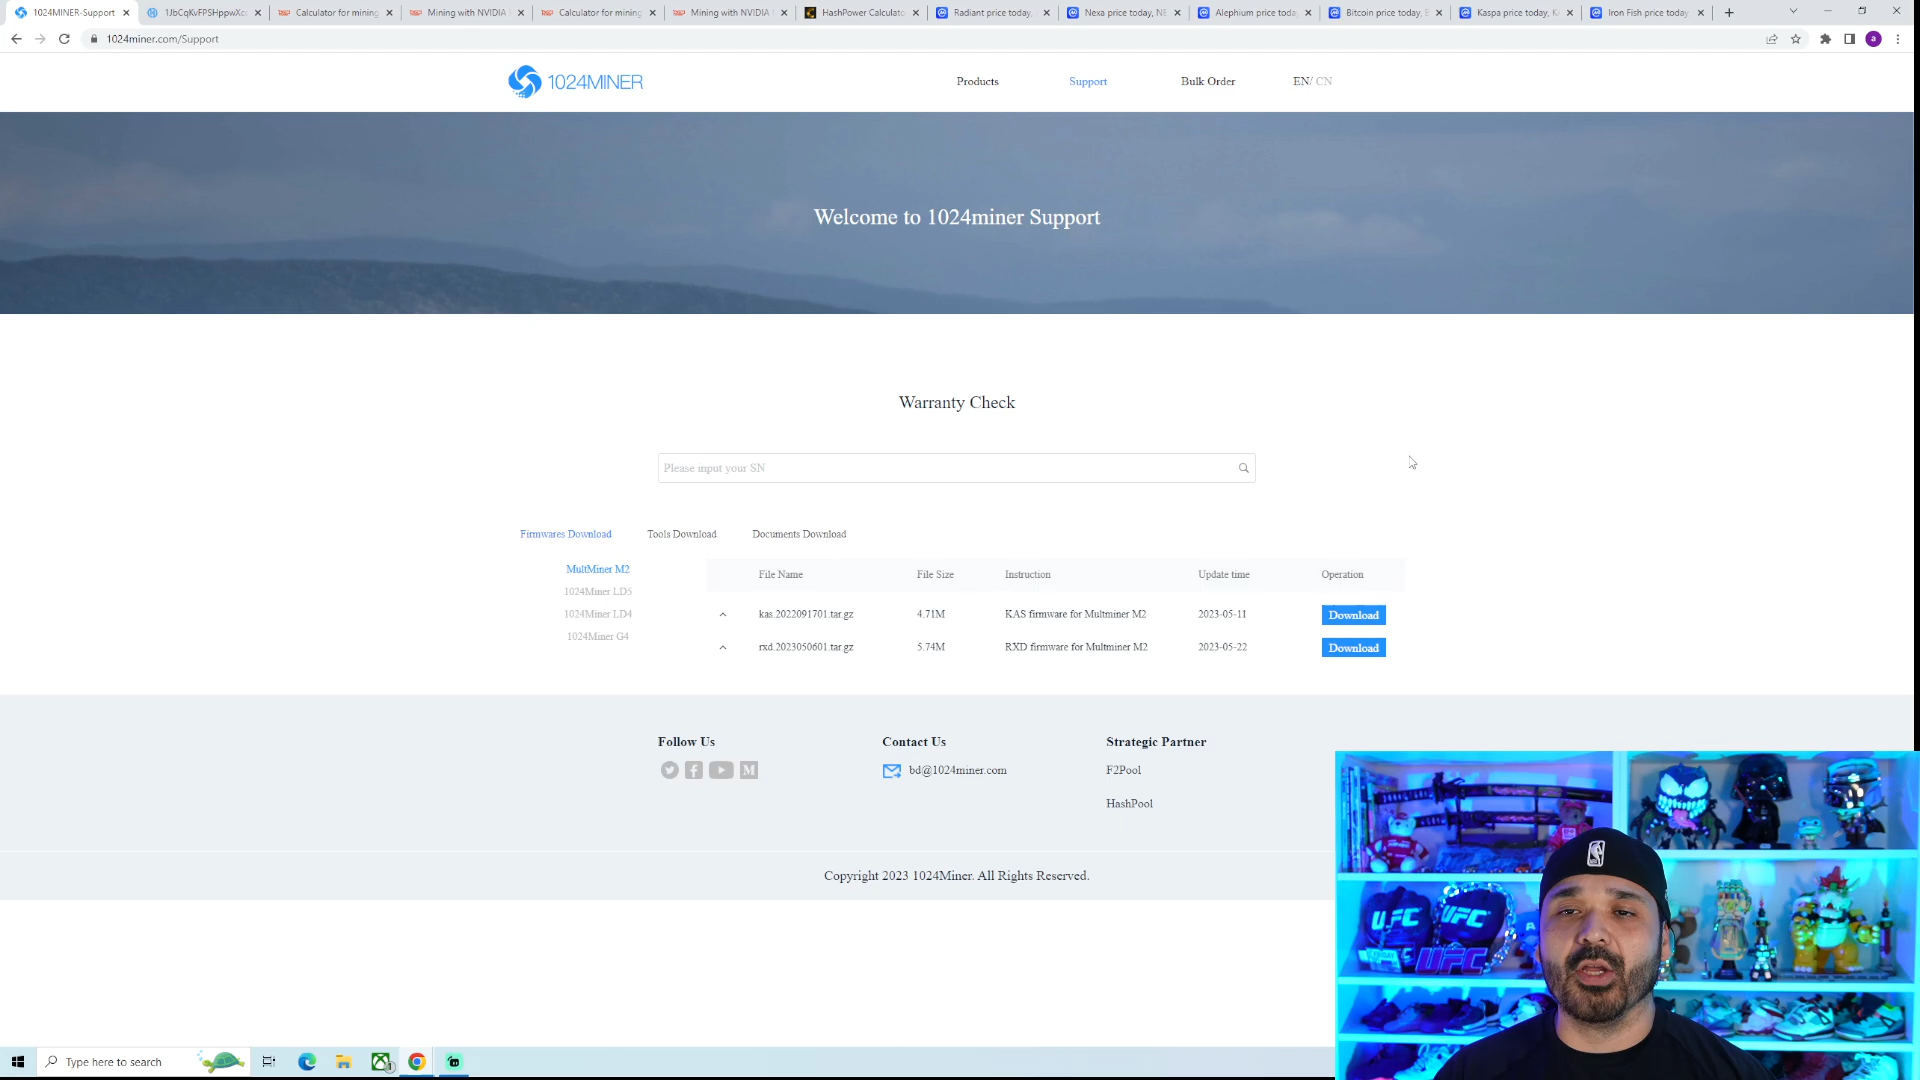 1024MINER-Support
1JbCqKvFPSHppwXc
Calculator for mining
Mining with NVIDIA
Calculator for mining
Mining with NVIDIA
HashPower Calculato
Radiant price today,
Nexa price today, NE
Alephium price toda
Bitcoin price today, B
Kaspa price today, K
Iron Fish price today
1024miner.com/Support
a
1024MINER
Products
Support
Bulk Order
EN/ CN
Welcome to 1024miner Support
Warranty Check
Please input your SN
Firmwares Download
Tools Download
Documents Download
MultMiner M2
1024Miner LD5
1024Miner LD4
1024Miner G4
File Name File Size Instruction Update time Operation
kas.2022091701.tar.gz 4.71M KAS firmware for Multminer M2 2023-05-11 Download
rxd.2023050601.tar.gz 5.74M RXD firmware for Multminer M2 2023-05-22 Download
Follow Us
Contact Us
bd@1024miner.com
Strategic Partner
F2Pool
HashPool
Copyright 2023 1024Miner. All Rights Reserved.
UFC
UFC
UFC
Type here to search